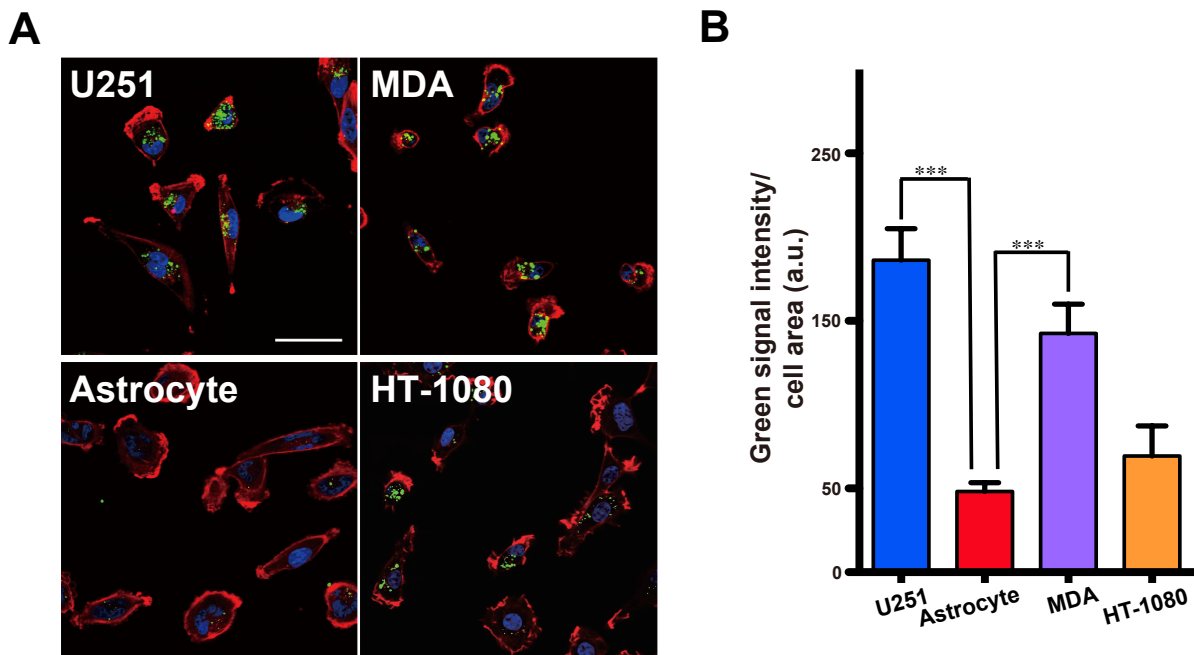 A
U251
MDA
Astrocyte
HT-1080
B
Green signal intensity/
cell area (a.u.)
250
150
50
0
***
***
U251
Astrocyte
MDA
HT-1080